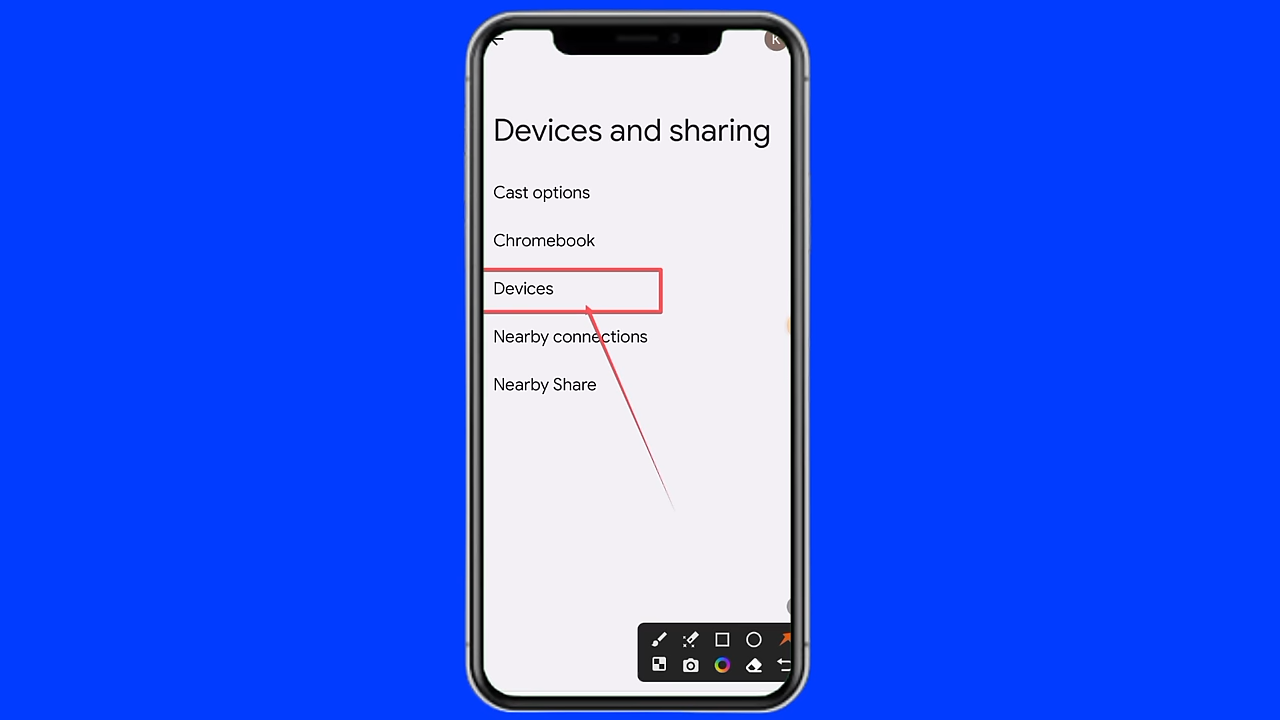 K
Devices and sharing
Cast options
Chromebook
Devices
Nearby connections
Nearby Share